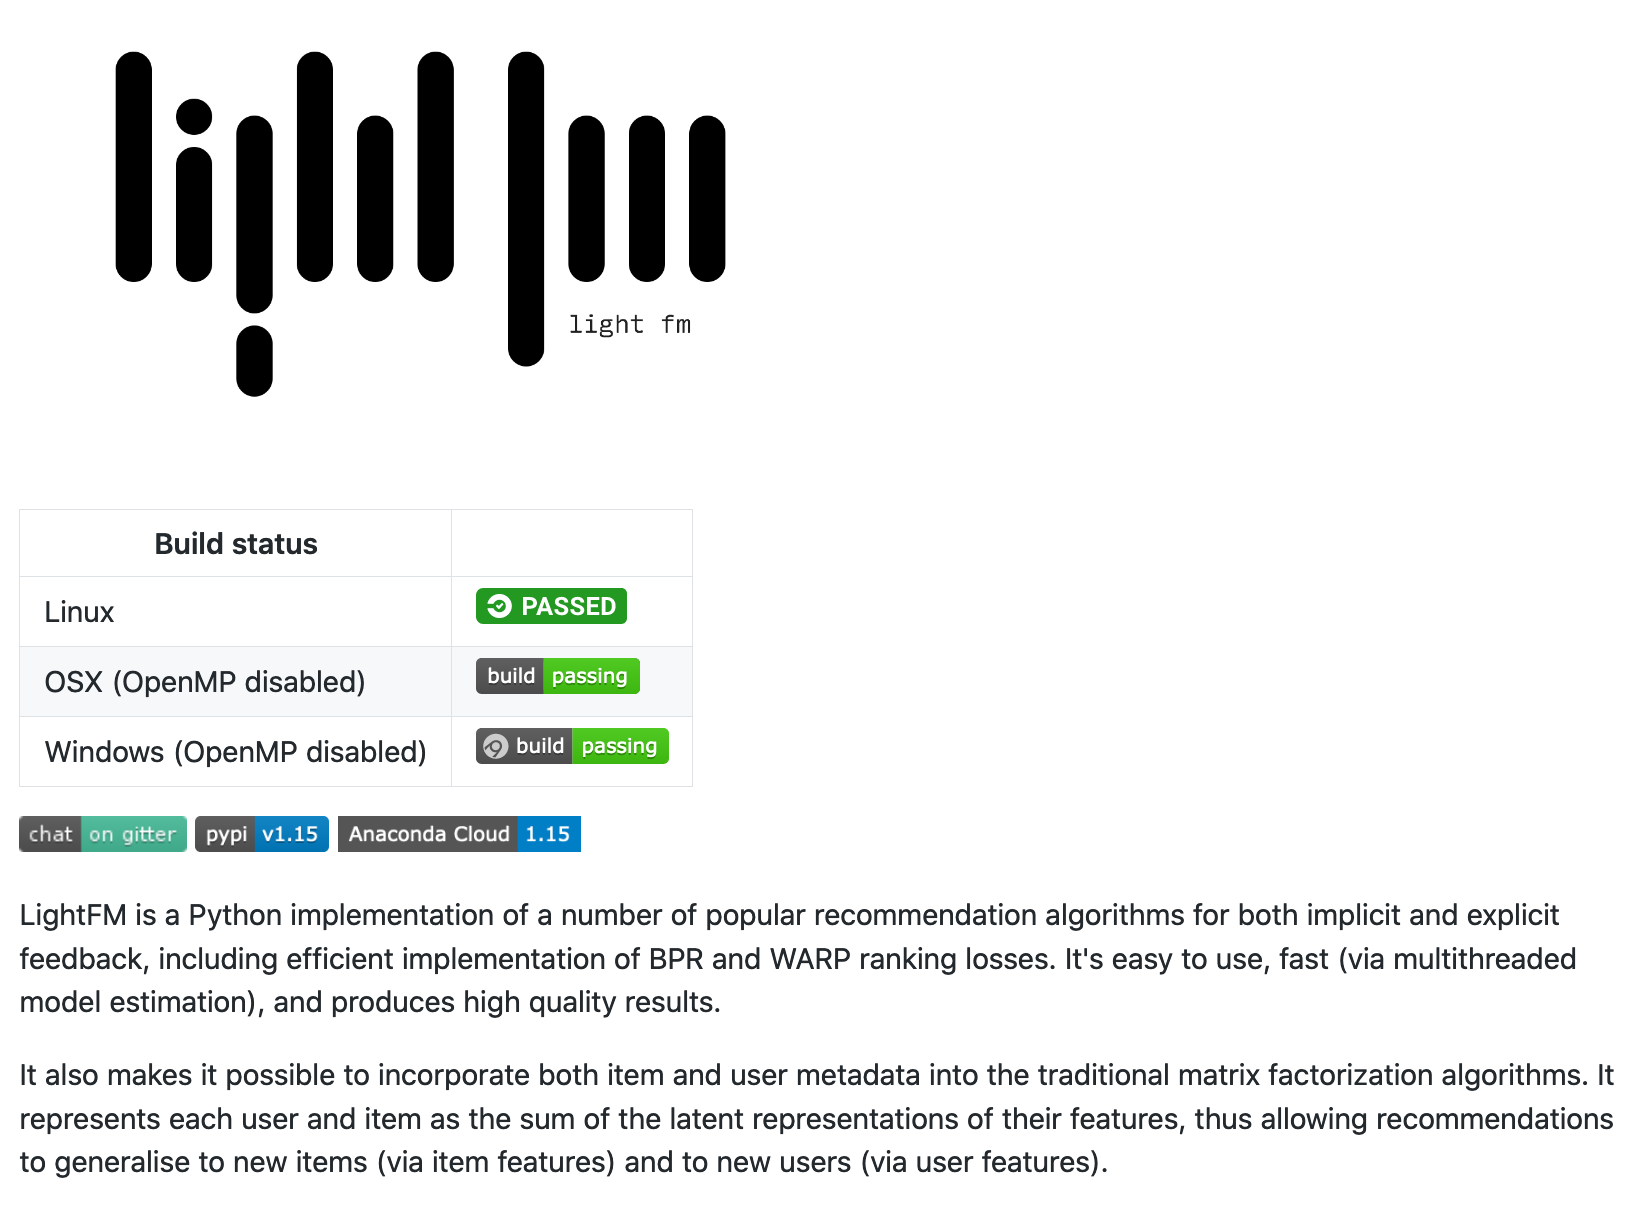 light fm
Build status
Linux PASSED
OSX (OpenMP disabled) build passing
Windows (OpenMP disabled) build passing
chat on gitter pypi v1.15 Anaconda Cloud 1.15
LightFM is a Python implementation of a number of popular recommendation algorithms for both implicit and explicit
feedback, including efficient implementation of BPR and WARP ranking losses. It's easy to use, fast (via multithreaded
model estimation), and produces high quality results.
It also makes it possible to incorporate both item and user metadata into the traditional matrix factorization algorithms. It
represents each user and item as the sum of the latent representations of their features, thus allowing recommendations
to generalise to new items (via item features) and to new users (via user features).